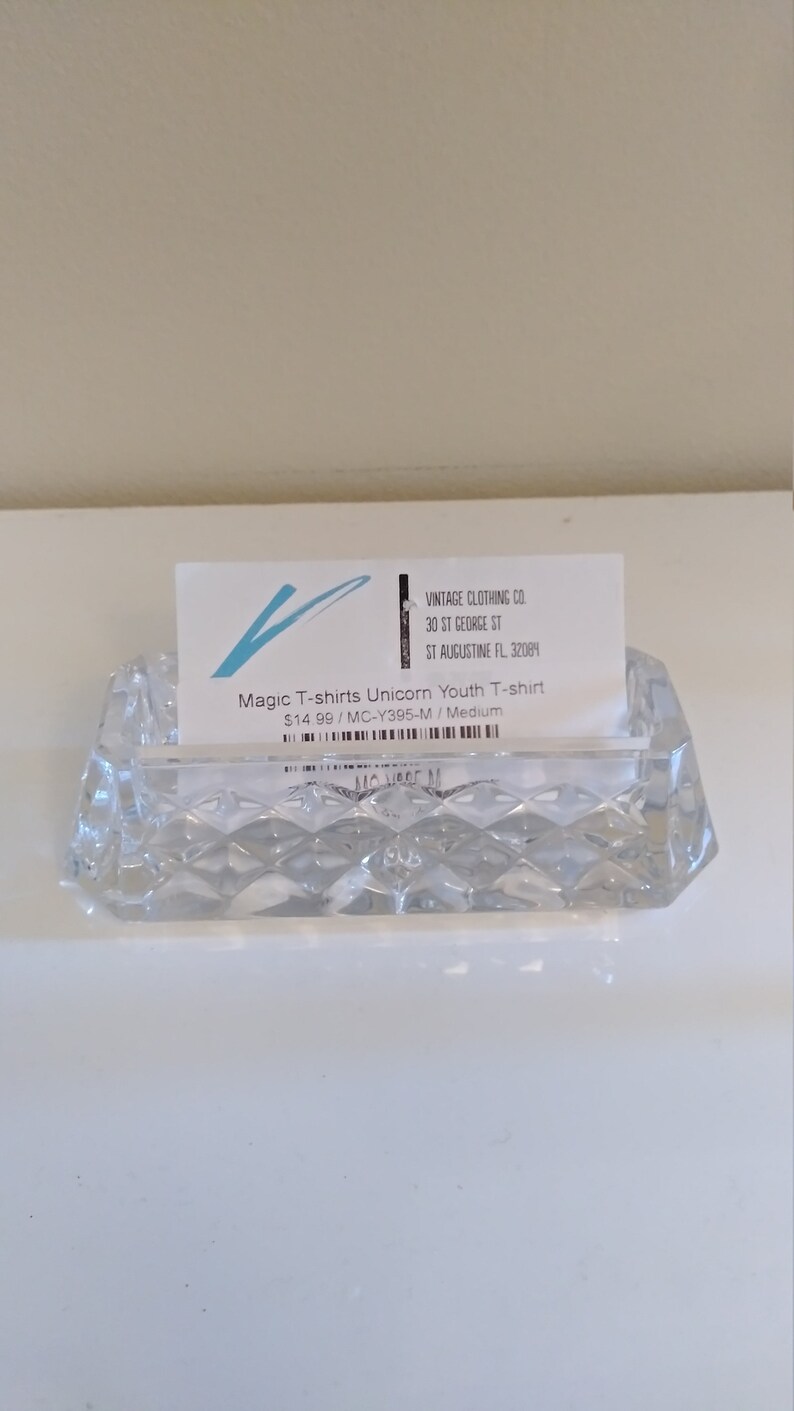 VINTAGE CLOTHING CO.
30 ST GEORGE ST
ST AUGUSTINE FL, 32084
Magic T-shirts Unicorn Youth T-shirt
$14.99 / MC-Y395-M / Medium